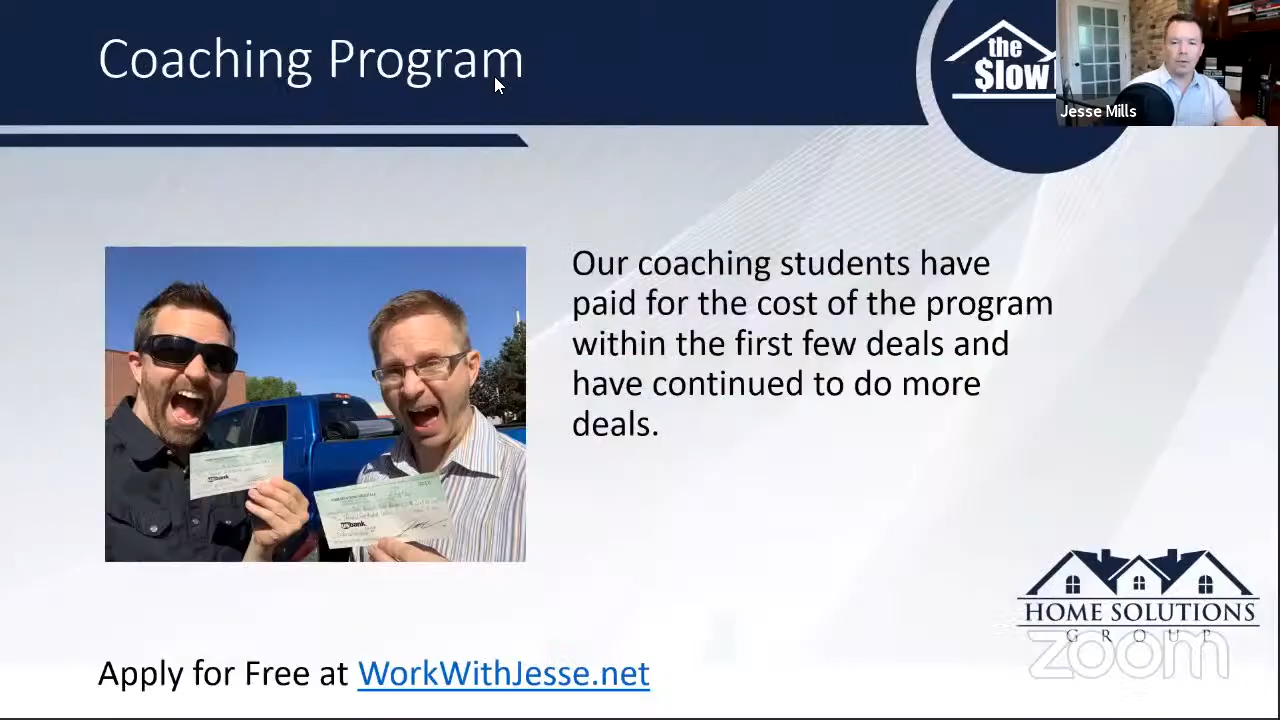 Coaching Program
the
$low
Jesse Mills
Our coaching students have
paid for the cost of the program
within the first few deals and
have continued to do more
deals.
usbank
HOME SOLUTIONS
GROUP
zoom
Apply for Free at WorkWithJesse.net